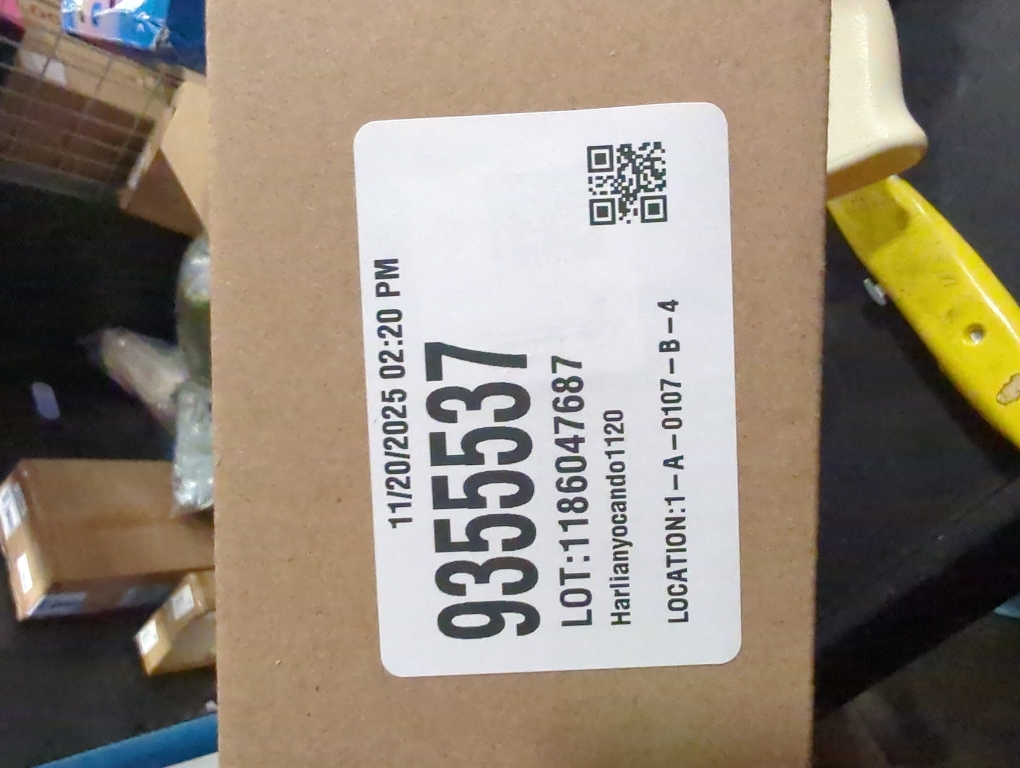 11/20/2025 02:20 PM
9355537
LOT:1186047687
Harlianyocando1120
LOCATION:1-A-0107-B-4